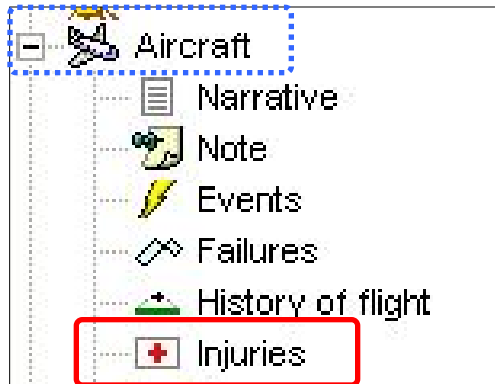 Aircraft
Narrative
Note
Events
Failures
History of flight
Injuries